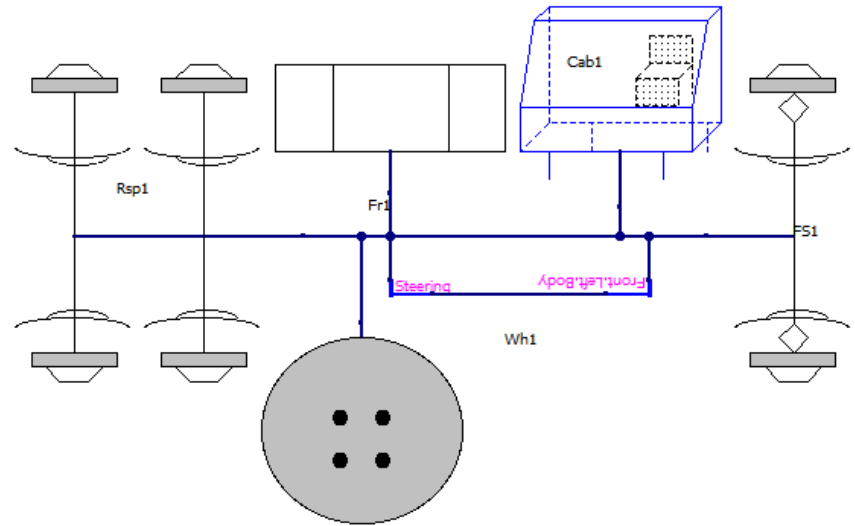 Cab1
Rsp1
Fr1
FS1
Steering
Front.Left.Body
Wh1